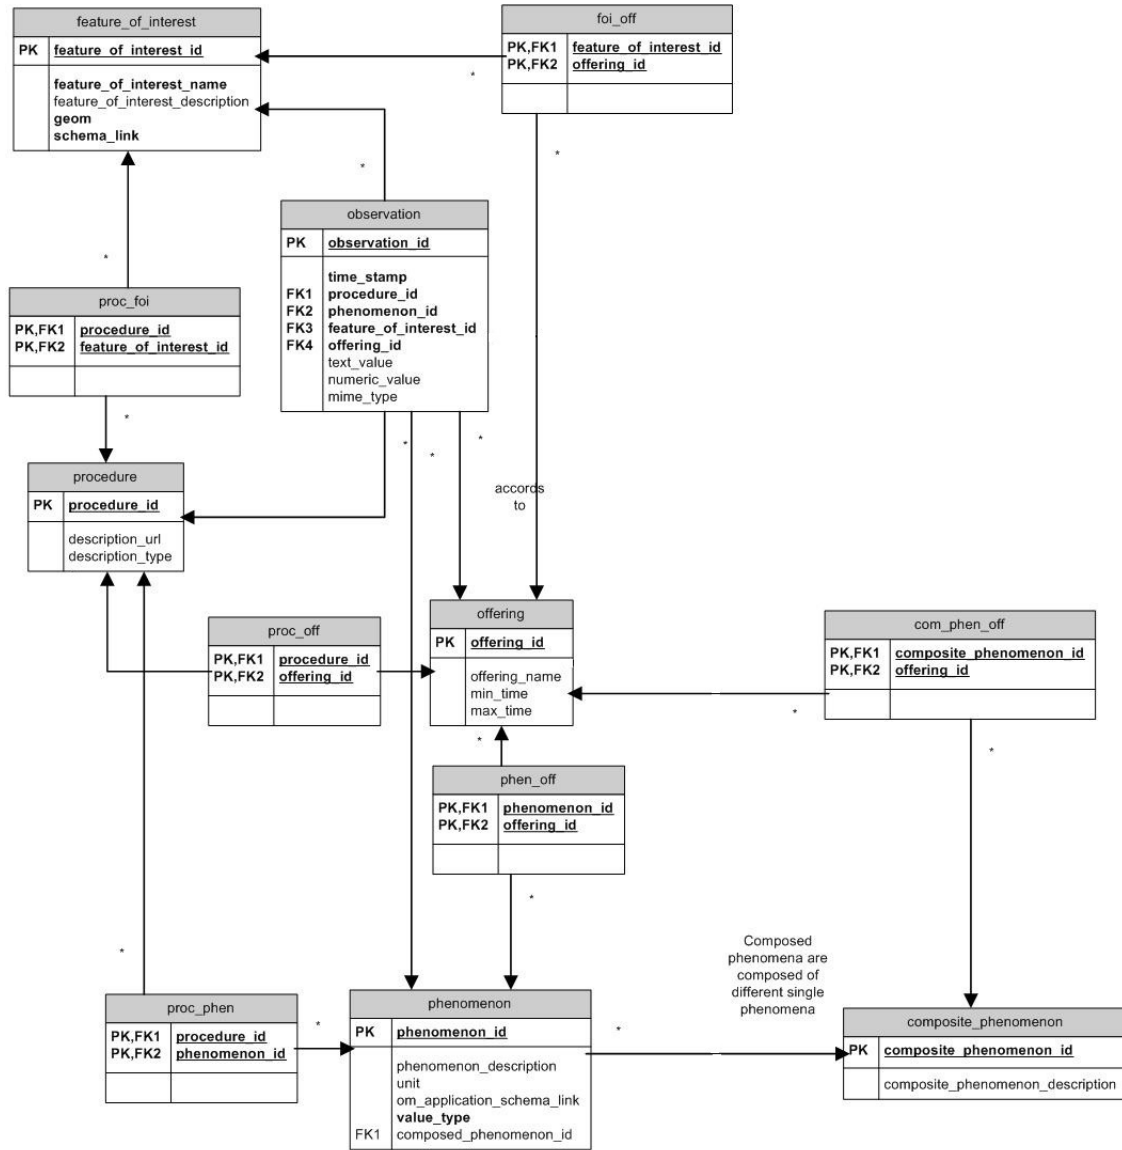 feature_of_interest
PK feature_of_interest_id
feature_of_interest_name
feature_of_interest_description
geom
schema_link
foi_off
PK,FK1 feature_of_interest_id
PK,FK2 offering_id
*
*
*
*
observation
PK observation_id
time_stamp
FK1 procedure_id
FK2 phenomenon_id
FK3 feature_of_interest_id
FK4 offering_id
text_value
numeric_value
mime_type
proc_foi
PK,FK1 procedure_id
PK,FK2 feature_of_interest_id
*
*
*
*
procedure
PK procedure_id
description_url
description_type
accords
to
proc_off
PK,FK1 procedure_id
PK,FK2 offering_id
offering
PK offering_id
offering_name
min_time
max_time
com_phen_off
PK,FK1 composite_phenomenon_id
PK,FK2 offering_id
*
*
*
phen_off
PK,FK1 phenomenon_id
PK,FK2 offering_id
*
*
Composed
phenomena are
composed of
different single
phenomena
proc_phen
PK,FK1 procedure_id
PK,FK2 phenomenon_id
*
phenomenon
PK phenomenon_id
phenomenon_description
unit
om_application_schema_link
value_type
FK1 composed_phenomenon_id
*
composite_phenomenon
PK composite_phenomenon_id
composite_phenomenon_description